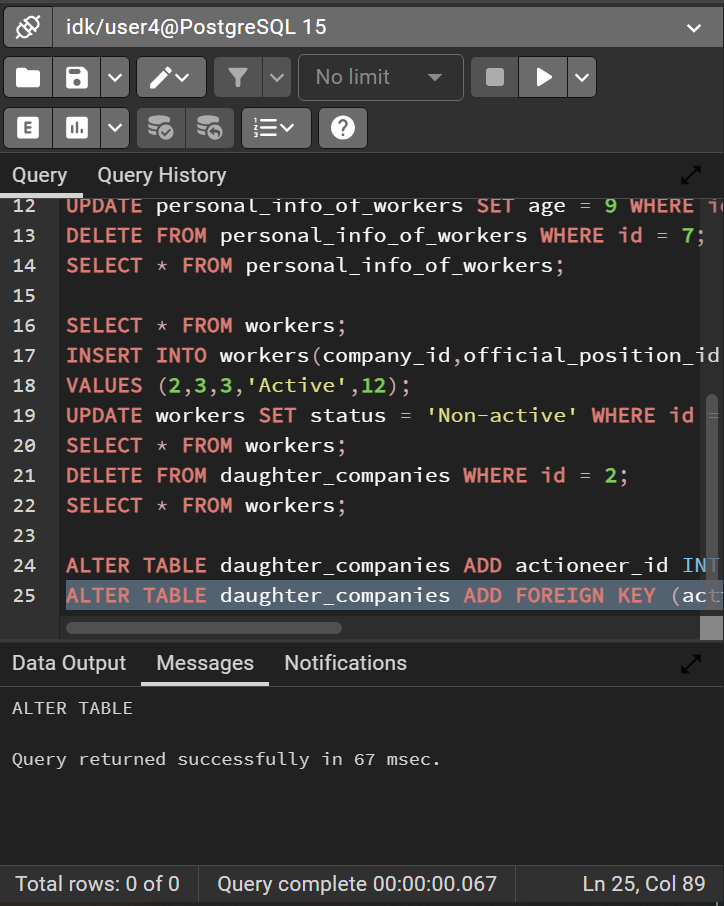 idk/user4@PostgreSQL 15
No limit
E
Query Query History
12 UPDATE personal_info_of_workers SET age = 9 WHERE
13 DELETE FROM personal_info_of_workers WHERE id = 7;
14 SELECT * FROM personal_info_of_workers;
15
16 SELECT * FROM workers;
17 INSERT INTO workers(company_id,official_position_id
18 VALUES (2,3,3,'Active',12);
19 UPDATE workers SET status = 'Non-active' WHERE id =
20 SELECT * FROM workers;
21 DELETE FROM daughter_companies WHERE id = 2;
22 SELECT * FROM workers;
23
24 ALTER TABLE daughter_companies ADD actioneer_id INT
25 ALTER TABLE daughter_companies ADD FOREIGN KEY (act
Data Output Messages Notifications
ALTER TABLE
Query returned successfully in 67 msec.
Total rows: 0 of 0 Query complete 00:00:00.067 Ln 25, Col 89